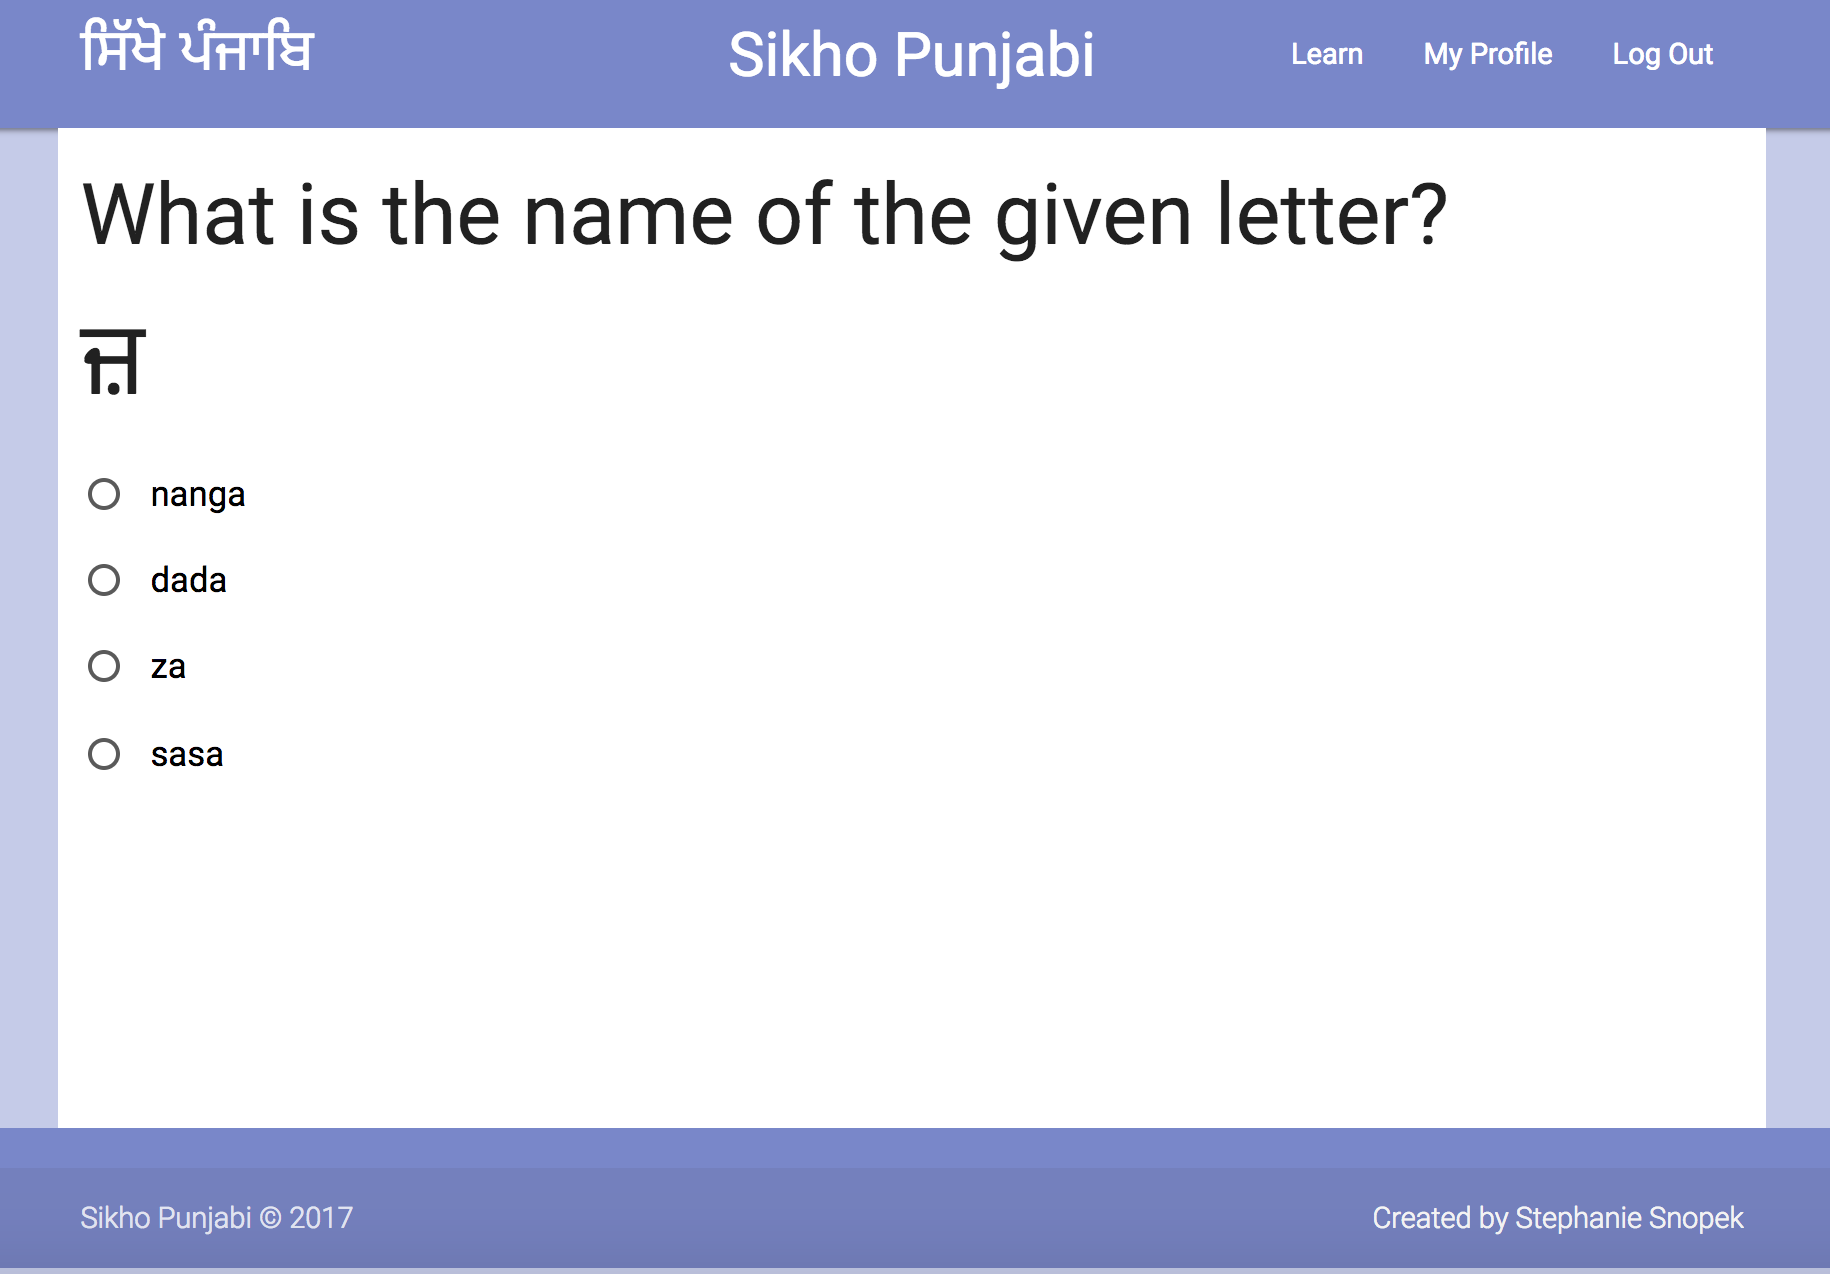 ਸਿੱਖੋ ਪੰਜਾਬਿ
Sikho Punjabi
Learn
My Profile
Log Out
What is the name of the given letter?
ਜ਼
nanga
dada
za
sasa
Sikho Punjabi © 2017
Created by Stephanie Snopek